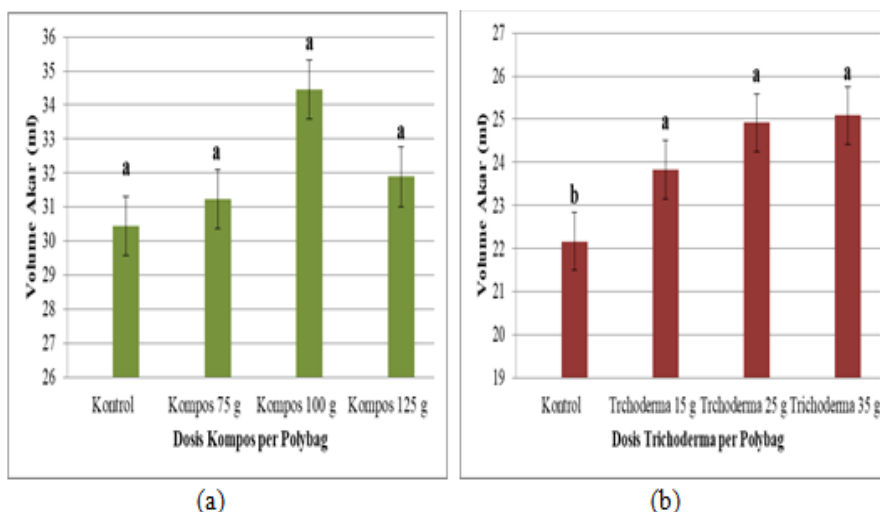 36
35
34
33
32
31
30
29
28
27
26
Volume Akar (ml)
a
a
a
a
Kontrol Kompos 75 g Kompos 100 g Kompos 125 g
Dosis Kompos per Polybag
(a)
27
26
25
24
23
22
21
20
19
Volume Akar (ml)
b
a
a
a
Kontrol Trchoderma 15 g Trchoderma 25 g Trichoderma 35 g
Dosis Trichoderma per Polybag
(b)